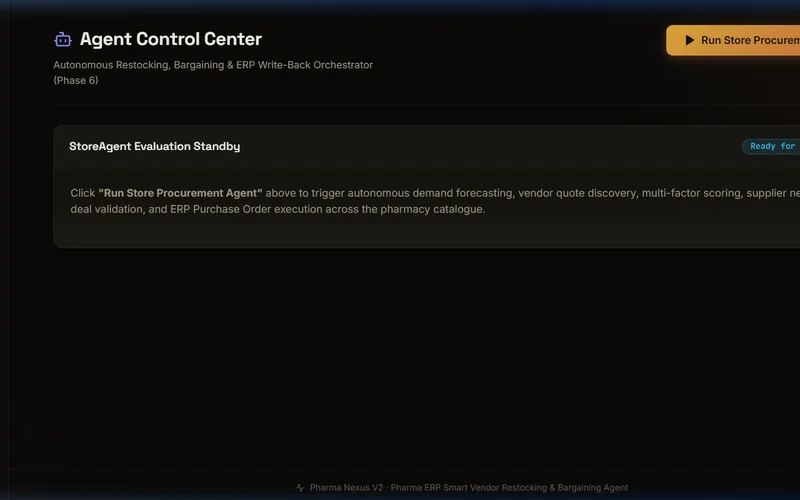 Agent Control Center
Run Store Procurem
Autonomous Restocking, Bargaining & ERP Write-Back Orchestrator
(Phase 6)
StoreAgent Evaluation Standby
Ready for
Click "Run Store Procurement Agent" above to trigger autonomous demand forecasting, vendor quote discovery, multi-factor scoring, supplier ne
deal validation, and ERP Purchase Order execution across the pharmacy catalogue.
Pharma Nexus V2 · Pharma ERP Smart Vendor Restocking & Bargaining Agent